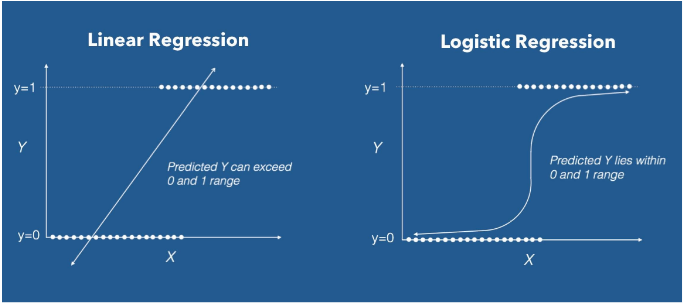 Linear Regression
y=1
Y
Predicted Y can exceed
0 and 1 range
y=0
X
Logistic Regression
y=1
Y
Predicted Y lies within
0 and 1 range
y=0
X